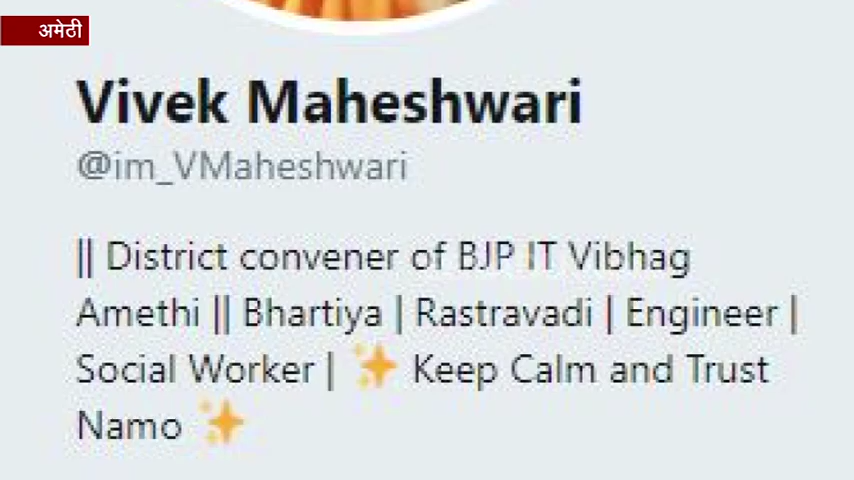 अमेठी
Vivek Maheshwari
@im_VMaheshwari
|| District convener of BJP IT Vibhag
Amethi || Bhartiya | Rastravadi | Engineer |
Social Worker | ✨ Keep Calm and Trust
Namo ✨